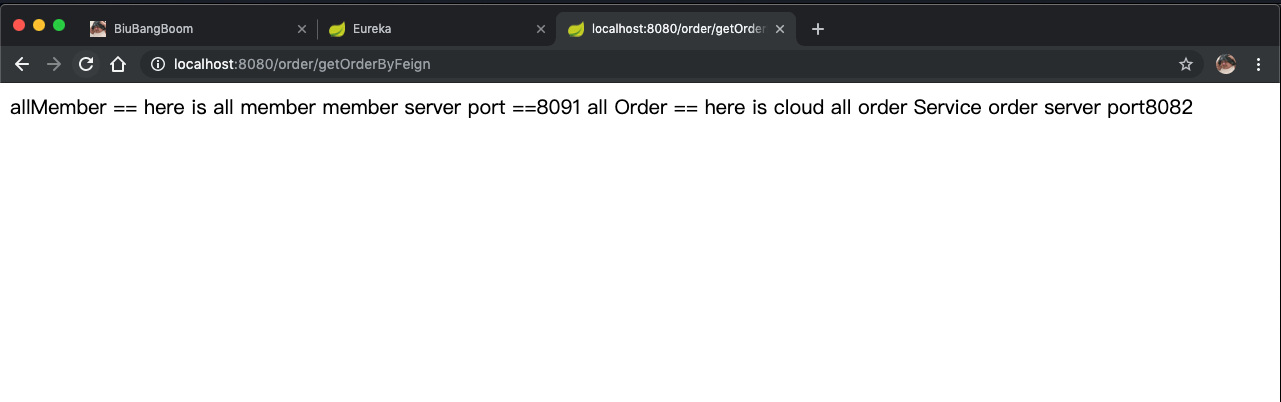 BiuBangBoom
Eureka
localhost:8080/order/getOrder
localhost:8080/order/getOrderByFeign
allMember == here is all member member server port ==8091 all Order == here is cloud all order Service order server port8082